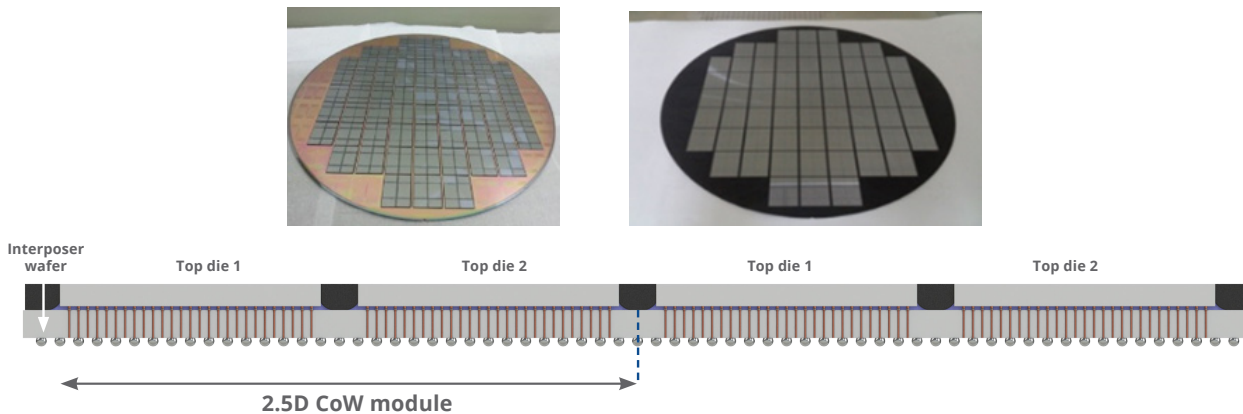 Interposer
wafer
Top die 1
Top die 2
Top die 1
Top die 2
2.5D CoW module